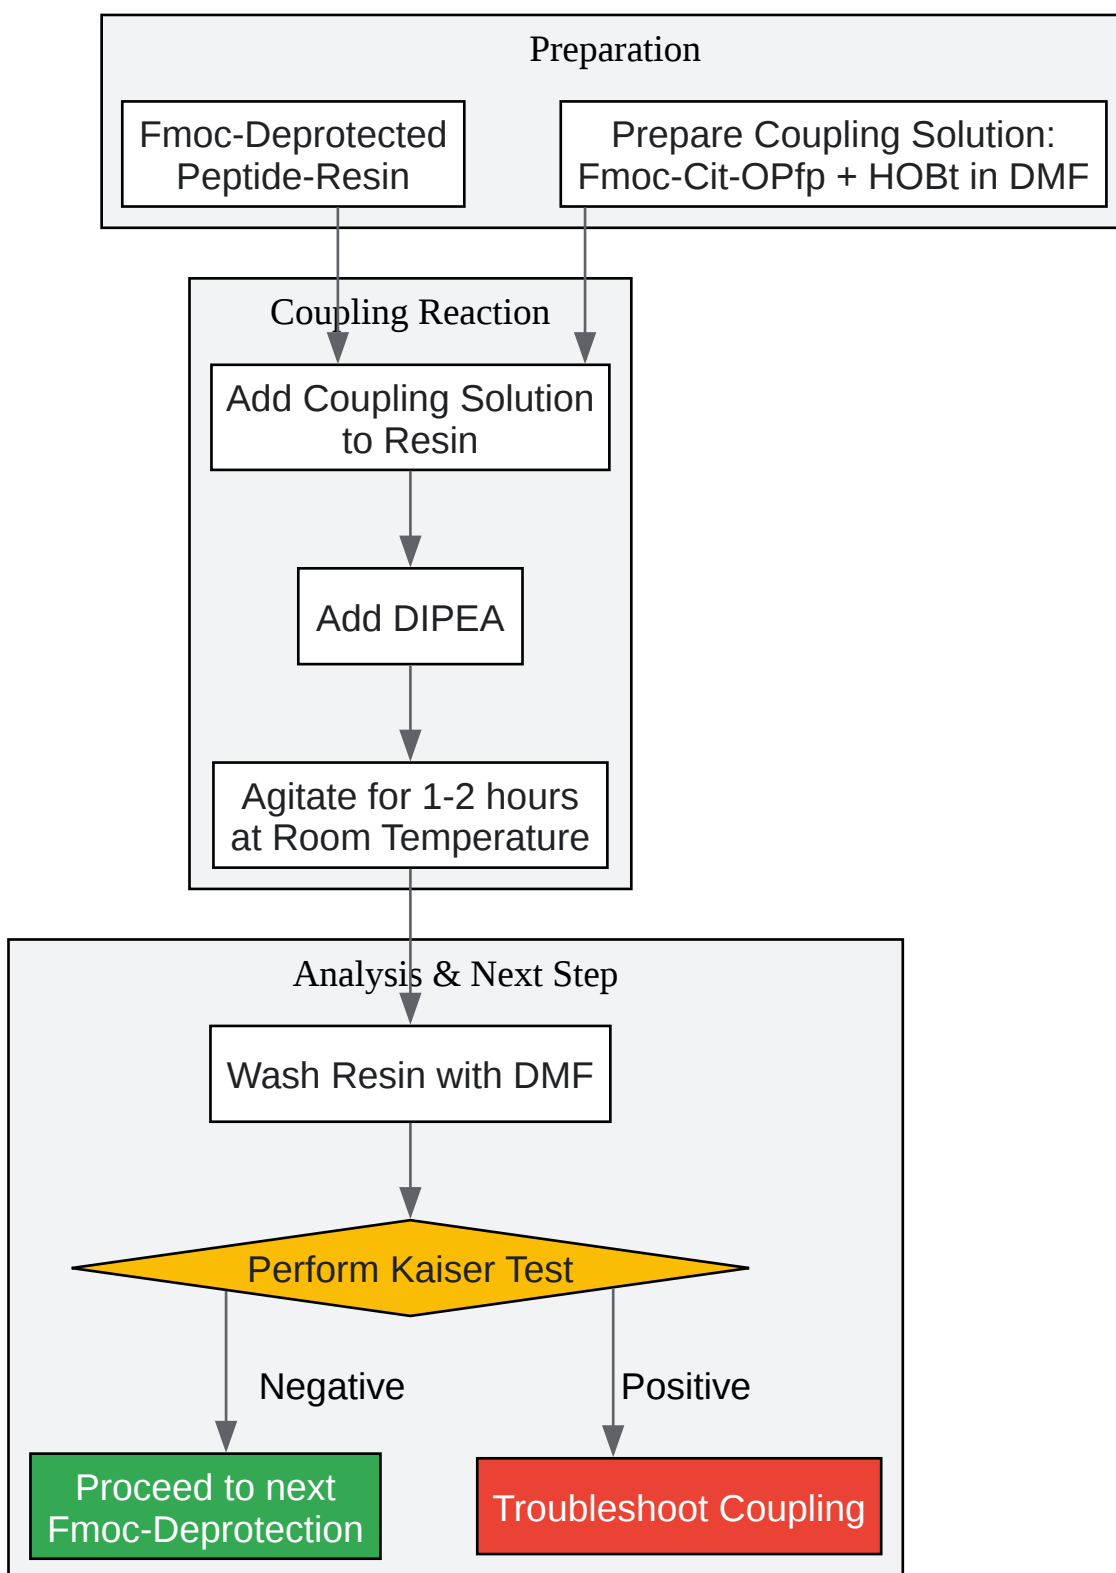 Preparation
Fmoc-Deprotected
Peptide-Resin
Prepare Coupling Solution:
Fmoc-Cit-OPfp + HOBt in DMF
Coupling Reaction
Add Coupling Solution
to Resin
Add DIPEA
Agitate for 1-2 hours
at Room Temperature
Analysis & Next Step
Wash Resin with DMF
Perform Kaiser Test
Negative
Positive
Proceed to next
Fmoc-Deprotection
Troubleshoot Coupling